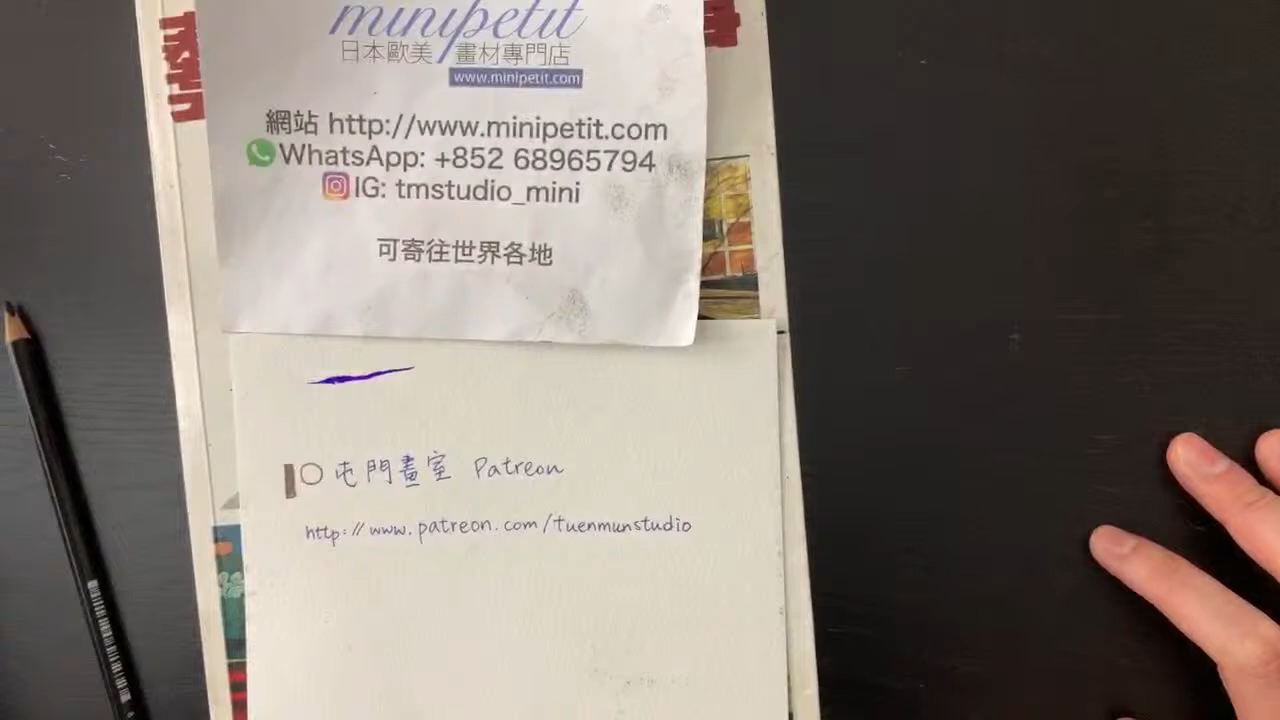 minipetit
日本歐美 畫材專門店
www.minipetit.com
網站 http://www.minipetit.com
WhatsApp: +852 68965794
IG: tmstudio_mini
可寄往世界各地
屯門畫室 Patreon
http://www.patreon.com/tuenmunstudio